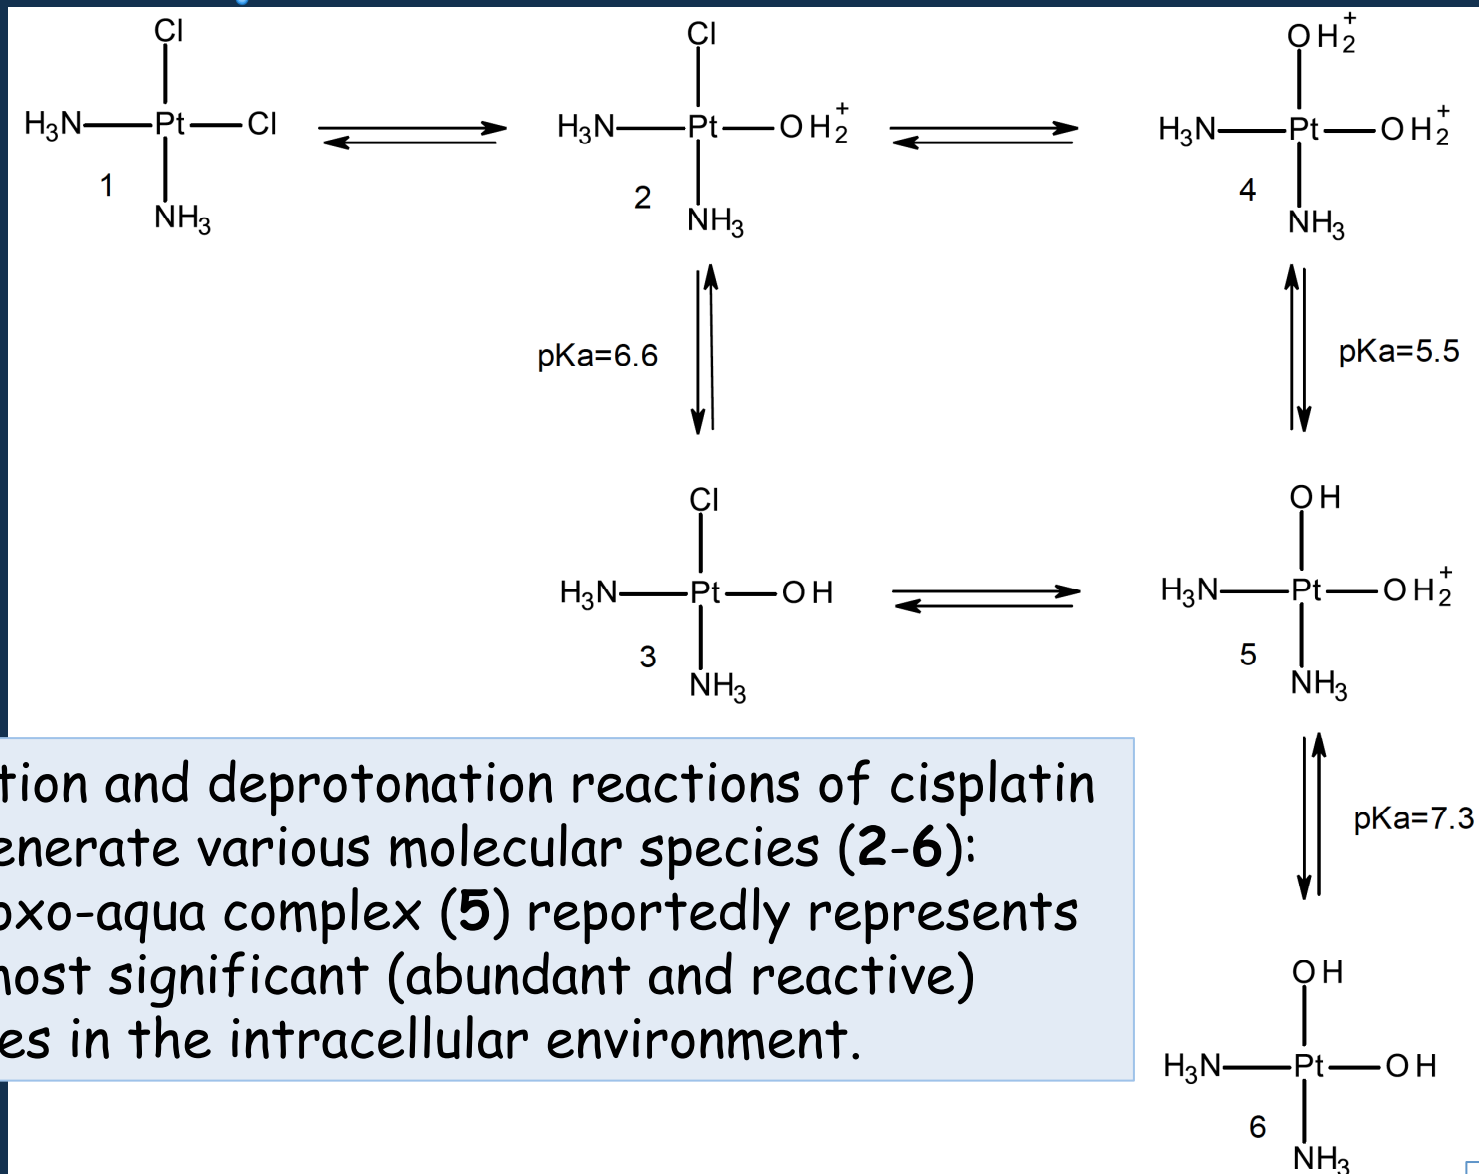 Cl Cl OH2+
H3N Pt Cl H3N Pt OH2+ H3N Pt OH2+
1 2 4
NH3 NH3 NH3
pKa=6.6 pKa=5.5
Cl OH
H3N Pt OH H3N Pt OH2+
3 5
NH3 NH3
tion and deprotonation reactions of cisplatin
enerate various molecular species (2-6):
oxo-aqua complex (5) reportedly represents
ost significant (abundant and reactive)
es in the intracellular environment.
pKa=7.3
OH
H3N Pt OH
6
NH3